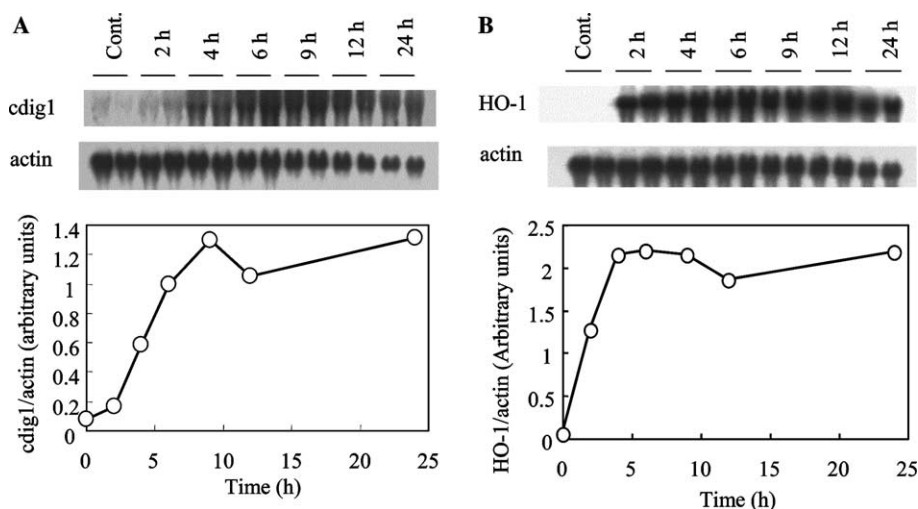 A
Cont.
2 h
4 h
6 h
9 h
12 h
24 h
cdig1
actin
cdig1/actin (arbitrary units)
1.4
1.2
1
0.8
0.6
0.4
0.2
0
0
5
10
15
20
25
Time (h)
B
Cont.
2 h
4 h
6 h
9 h
12 h
24 h
HO-1
actin
HO-1/actin (Arbitrary units)
2.5
2
1.5
1
0.5
0
0
5
10
15
20
25
Time (h)